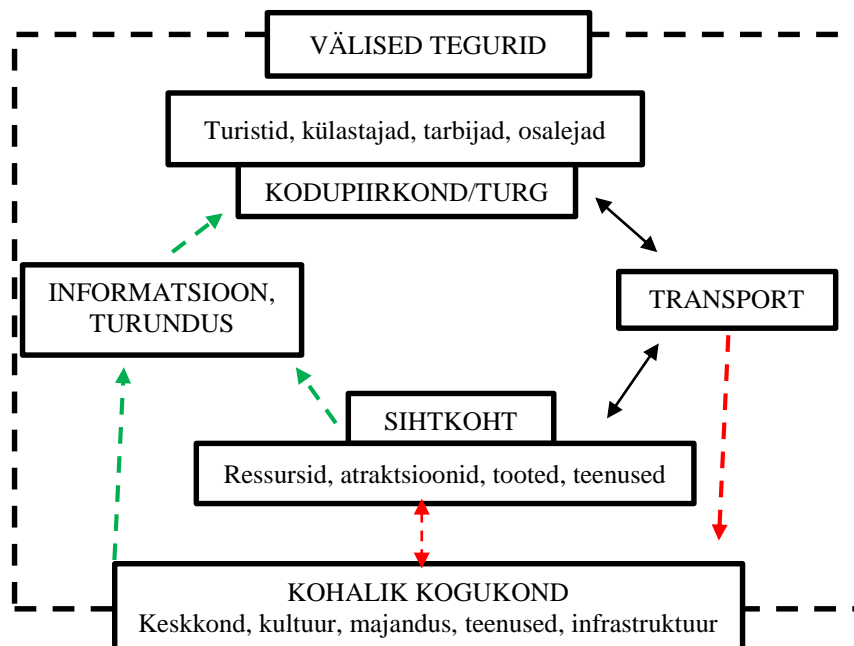 VÄLISED TEGURID
Turistid, külastajad, tarbijad, osalejad
KODUPIIRKOND/TURG
INFORMATSIOON,
TURUNDUS
TRANSPORT
SIHTKOHT
Ressursid, atraktsioonid, tooted, teenused
KOHALIK KOGUKOND
Keskkond, kultuur, majandus, teenused, infrastruktuur